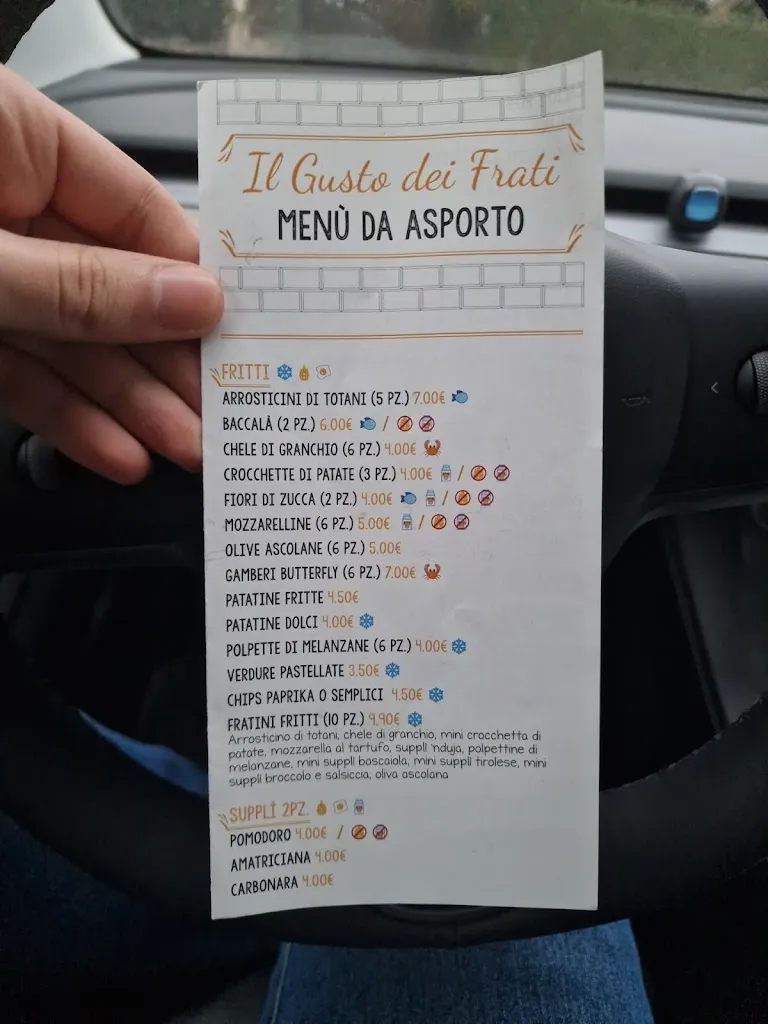 Il Gusto dei Frati
MENÙ DA ASPORTO
FRITTI
ARROSTICINI DI TOTANI (5 PZ.) 7.00€
BACCALÀ (2 PZ.) 6.00€ /
CHELE DI GRANCHIO (6 PZ.) 4.00€
CROCCHETTE DI PATATE (3 PZ.) 4.00€ /
FIORI DI ZUCCA (2 PZ.) 4.00€ /
MOZZARELLINE (6 PZ.) 5.00€ /
OLIVE ASCOLANE (6 PZ.) 5.00€
GAMBERI BUTTERFLY (6 PZ.) 7.00€
PATATINE FRITTE 4.50€
PATATINE DOLCI 4.00€
POLPETTE DI MELANZANE (6 PZ.) 4.00€
VERDURE PASTELLATE 3.50€
CHIPS PAPRIKA O SEMPLICI 4.50€
FRATINI FRITTI (10 PZ.) 9.90€
Arrosticino di totani, chele di granchio, mini crocchetta di
patate, mozzarella al tartufo, supplì 'nduja, polpettine di
melanzane, mini supplì boscaiola, mini supplì tirolese, mini
supplì broccolo e salsiccia, oliva ascolana
SUPPLÌ 2PZ.
POMODORO 4.00€ /
AMATRICIANA 4.00€
CARBONARA 4.00€